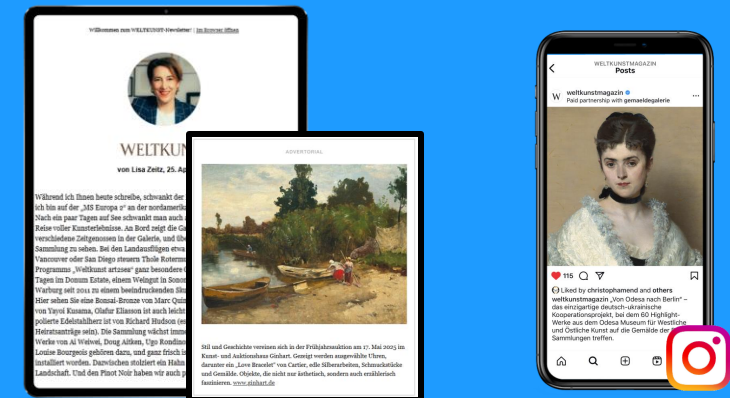 Willkommen zum WELTKUNST-Newsletter! | Im Browser öffnen
WELTKUN
von Lisa Zeitz, 25. Ap
Während ich Ihnen heute schreibe, schwankt der
ich bin auf der „MS Europa 2“ an der nordamerika
Nach ein paar Tagen auf See schwankt man auch
Reise voller Kunsterlebnisse. An Bord zeigt die Ga
verschiedene Zeitgenossen in der Galerie, und übe
Sammlung zu sehen. Bei den Landausflügen etwa
Vancouver oder San Diego steuern Thole Roterm
Programms „Weltkunst art2sea“ ganz besondere
Tagen im Donum Estate, einem Weingut in Sonom
Warburg seit 2011 zu einem beeindruckenden Sku
Hier sehen Sie eine Bonsai-Bronze von Marc Quin
von Yayoi Kusama, Olafur Eliasson ist auch leicht
polierte Edelstahlherz ist von Richard Hudson (es
Heiratsanträge sein). Die Sammlung wächst imme
Werke von Ai Weiwei, Doug Aitken, Ugo Rondino
Louise Bourgeois gehören dazu, und ganz frisch is
installiert worden. Dazwischen stolziert ein Hahn
Landschaft. Und den Pinot Noir haben wir auch p
ADVERTORIAL
Stil und Geschichte vereinen sich in der Frühjahrsauktion am 17. Mai 2025 im
Kunst- und Auktionshaus Ginhart. Gezeigt werden ausgewählte Uhren,
darunter ein „Love Bracelet“ von Cartier, edle Silberarbeiten, Schmuckstücke
und Gemälde. Objekte, die nicht nur ästhetisch, sondern auch erzählerisch
faszinieren. www.ginhart.de
WELTKUNSTMAGAZIN
Posts
W weltkunstmagazin
Paid partnership with gemaeldegalerie
115
Liked by christophamend and others
weltkunstmagazin „Von Odesa nach Berlin“ –
das einzigartige deutsch-ukrainische
Kooperationsprojekt, bei dem 60 Highlight-
Werke aus dem Odesa Museum für Westliche
und Östliche Kunst auf die Gemälde der
Sammlungen treffen.